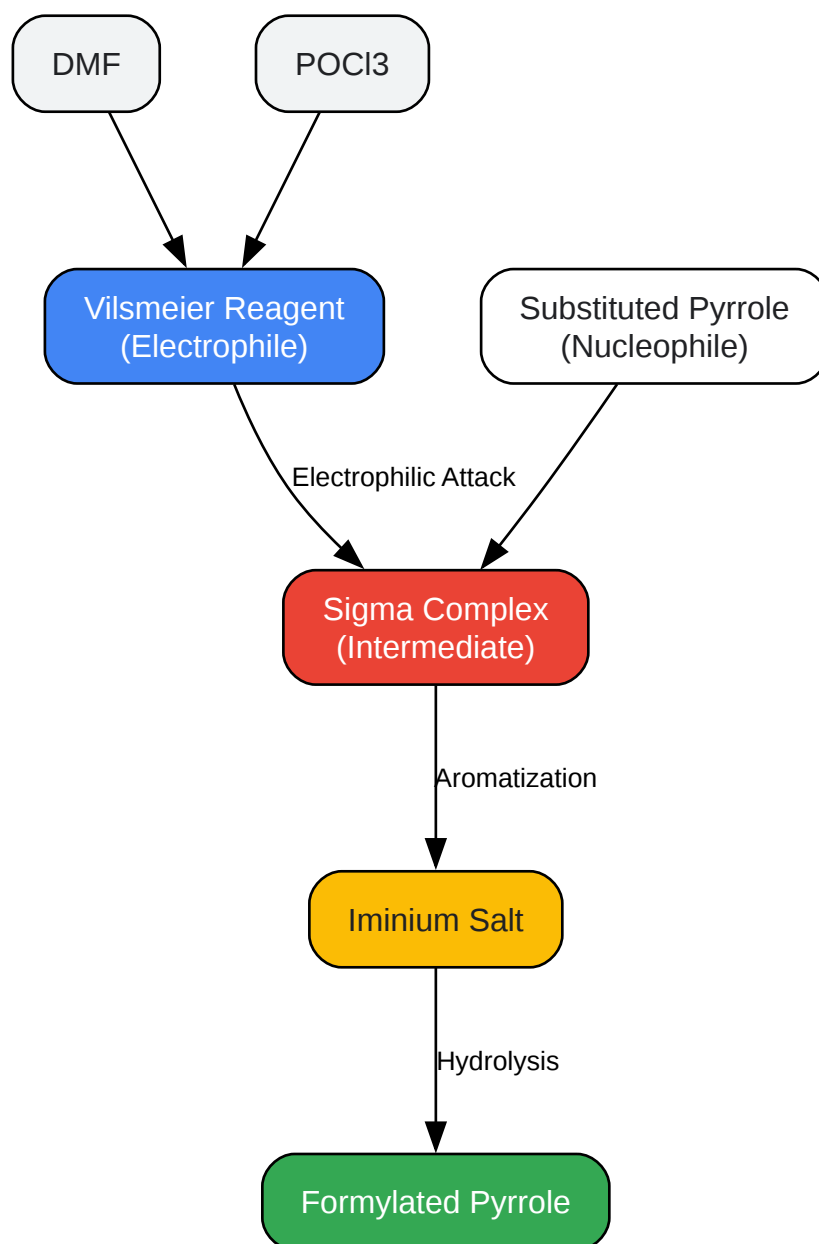 DMF
POCl3
Vilsmeier Reagent
(Electrophile)
Substituted Pyrrole
(Nucleophile)
Electrophilic Attack
Sigma Complex
(Intermediate)
Aromatization
Iminium Salt
Hydrolysis
Formylated Pyrrole